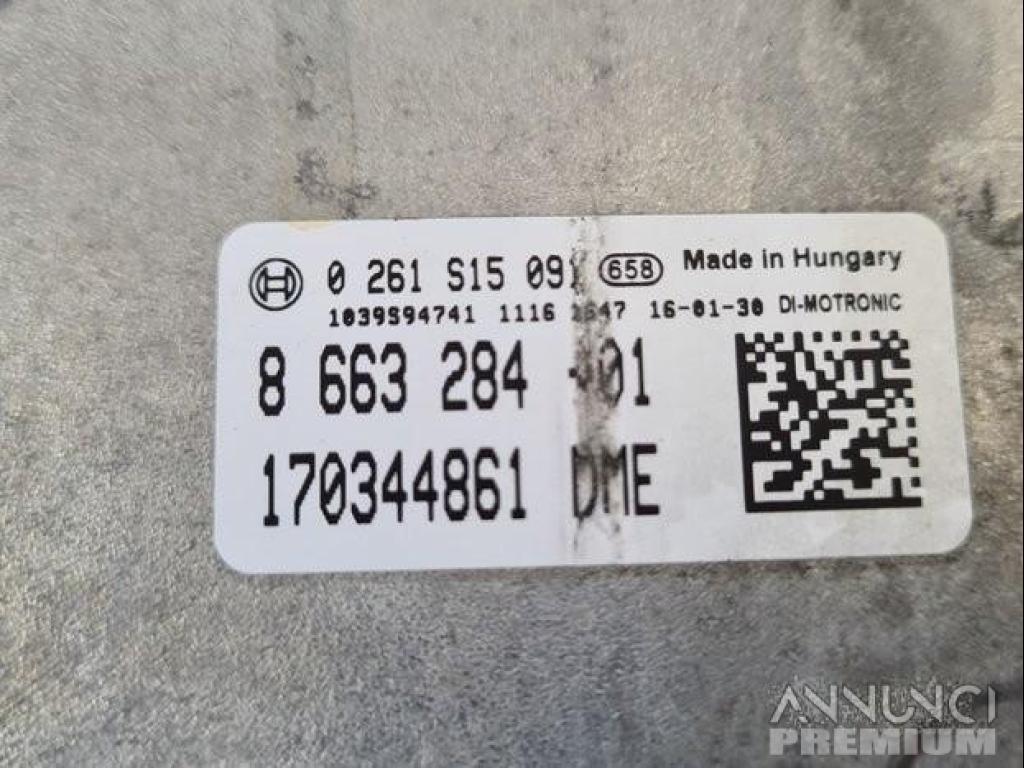 0 261 S15 091 658 Made in Hungary
1039S94741 1116 16-01-30 DI-MOTRONIC
8 663 284 01
170344861 DME
ANNUNCI
PREMIUM